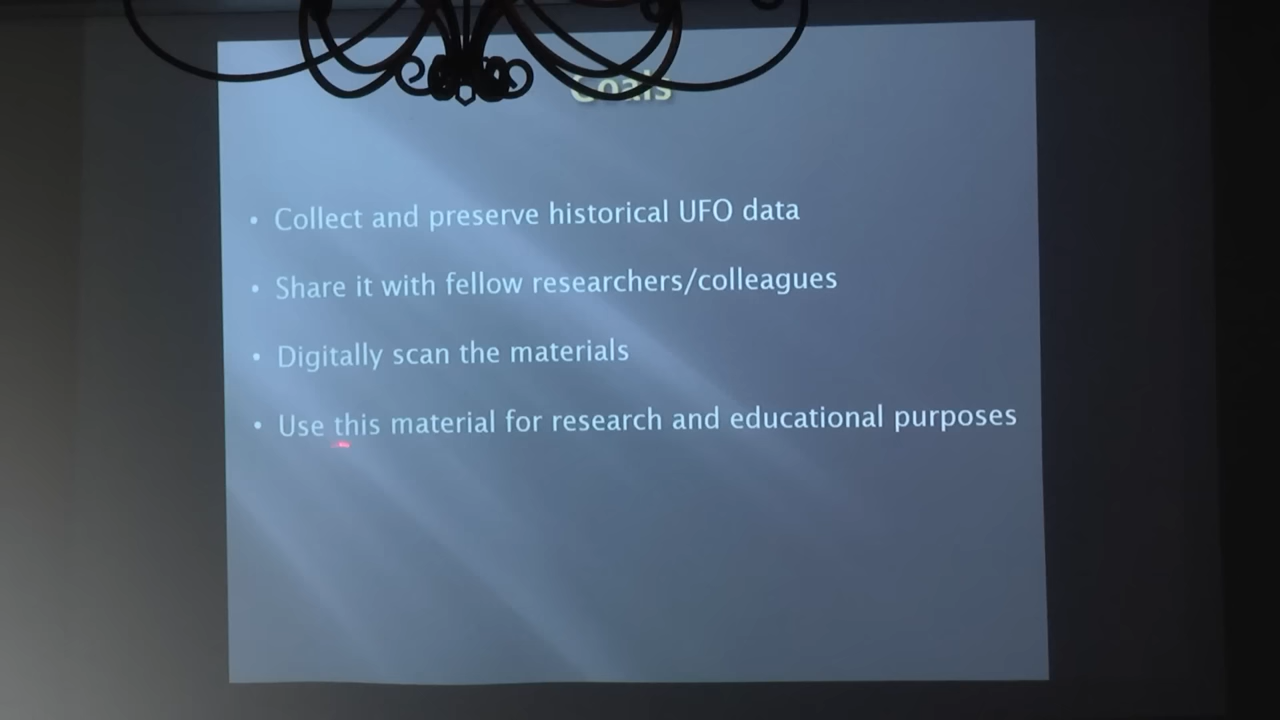 Goals
• Collect and preserve historical UFO data
• Share it with fellow researchers/colleagues
• Digitally scan the materials
• Use this material for research and educational purposes